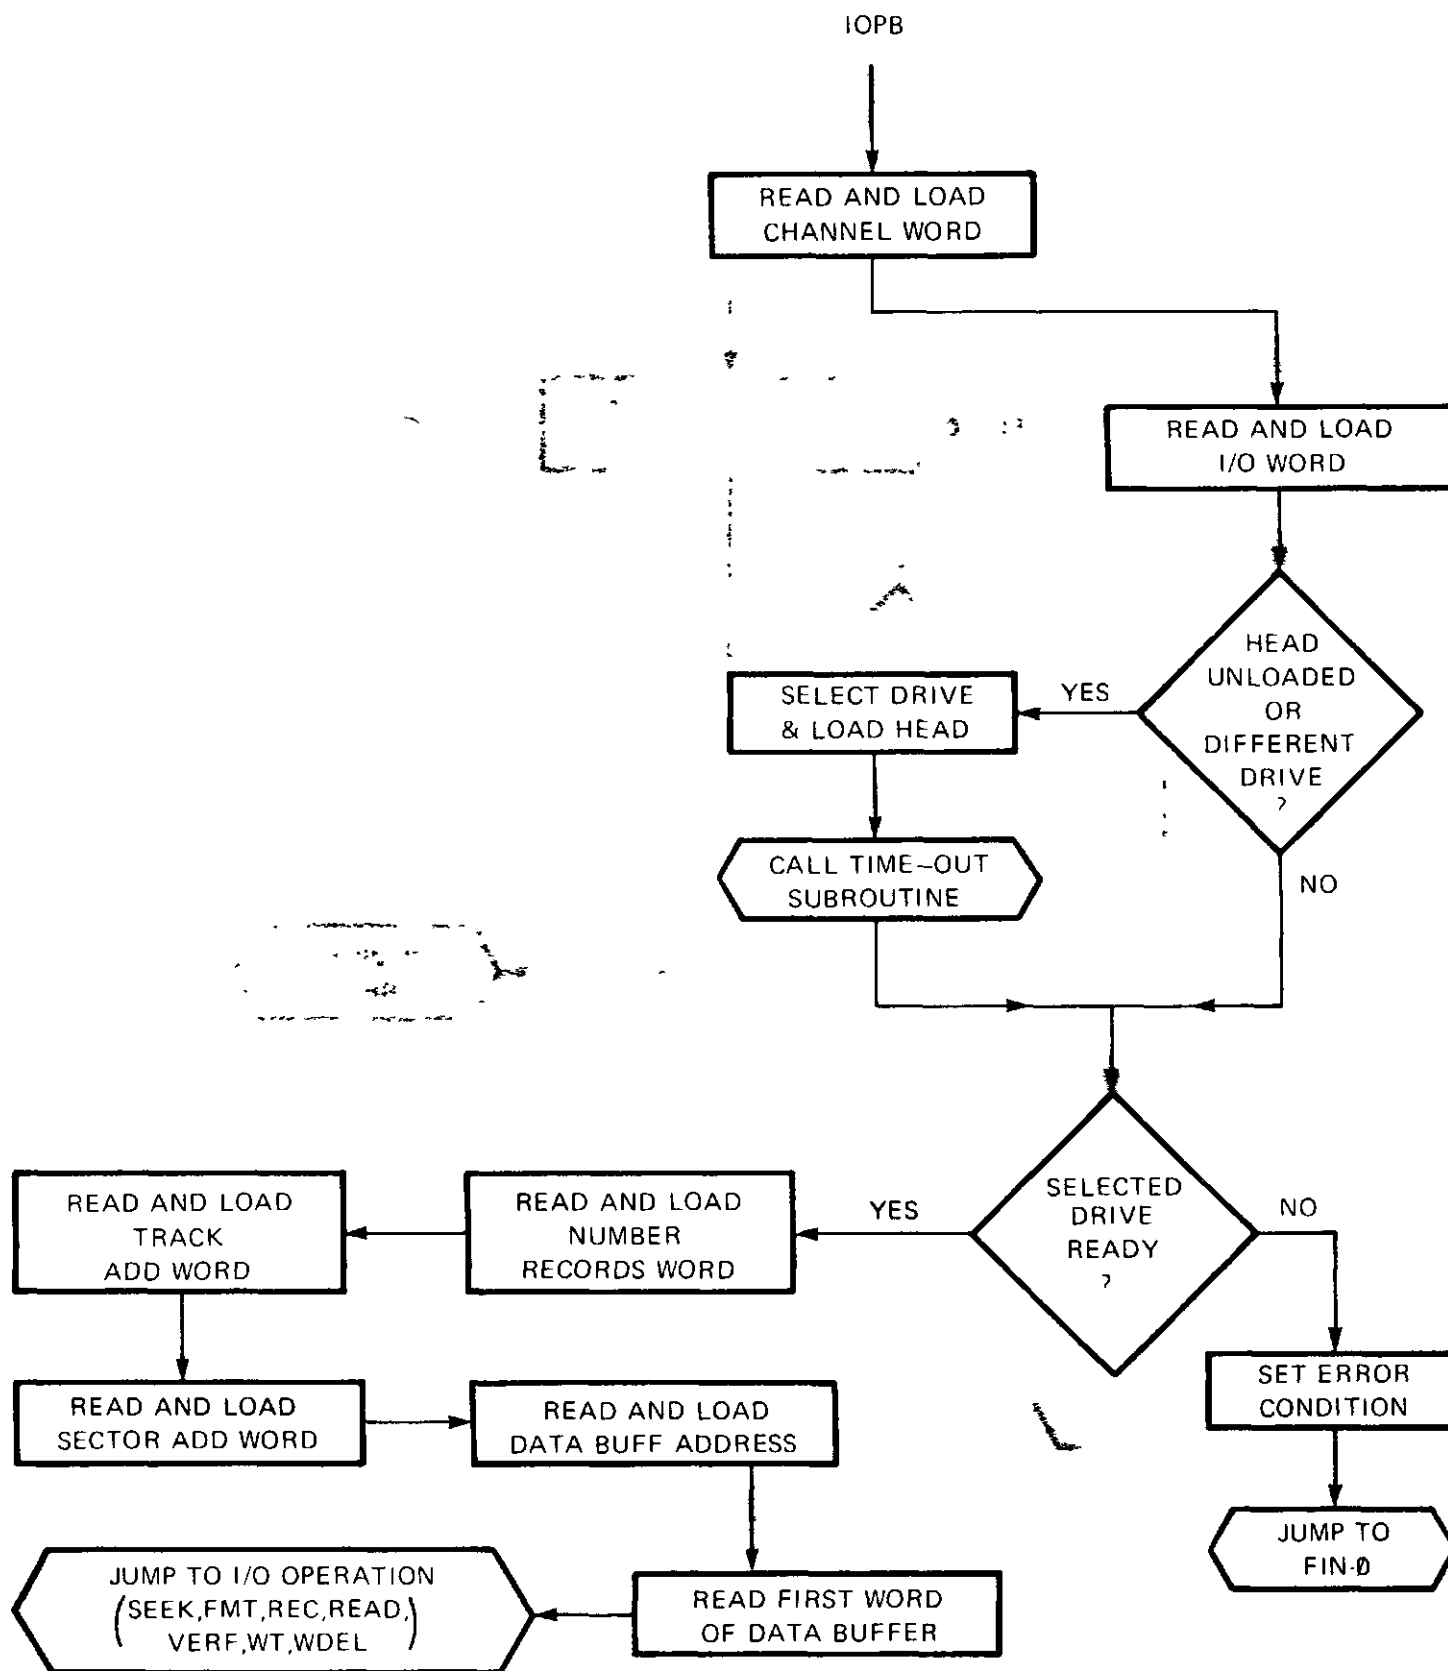 IOPB
READ AND LOAD
CHANNEL WORD
READ AND LOAD
I/O WORD
HEAD
UNLOADED
OR
DIFFERENT
DRIVE
?
YES
SELECT DRIVE
& LOAD HEAD
CALL TIME-OUT
SUBROUTINE
NO
SELECTED
DRIVE
READY
?
YES
NO
READ AND LOAD
NUMBER
RECORDS WORD
READ AND LOAD
TRACK
ADD WORD
READ AND LOAD
SECTOR ADD WORD
READ AND LOAD
DATA BUFF ADDRESS
SET ERROR
CONDITION
JUMP TO
FIN-Ø
READ FIRST WORD
OF DATA BUFFER
JUMP TO I/O OPERATION
(SEEK,FMT,REC,READ,
VERF,WT,WDEL)